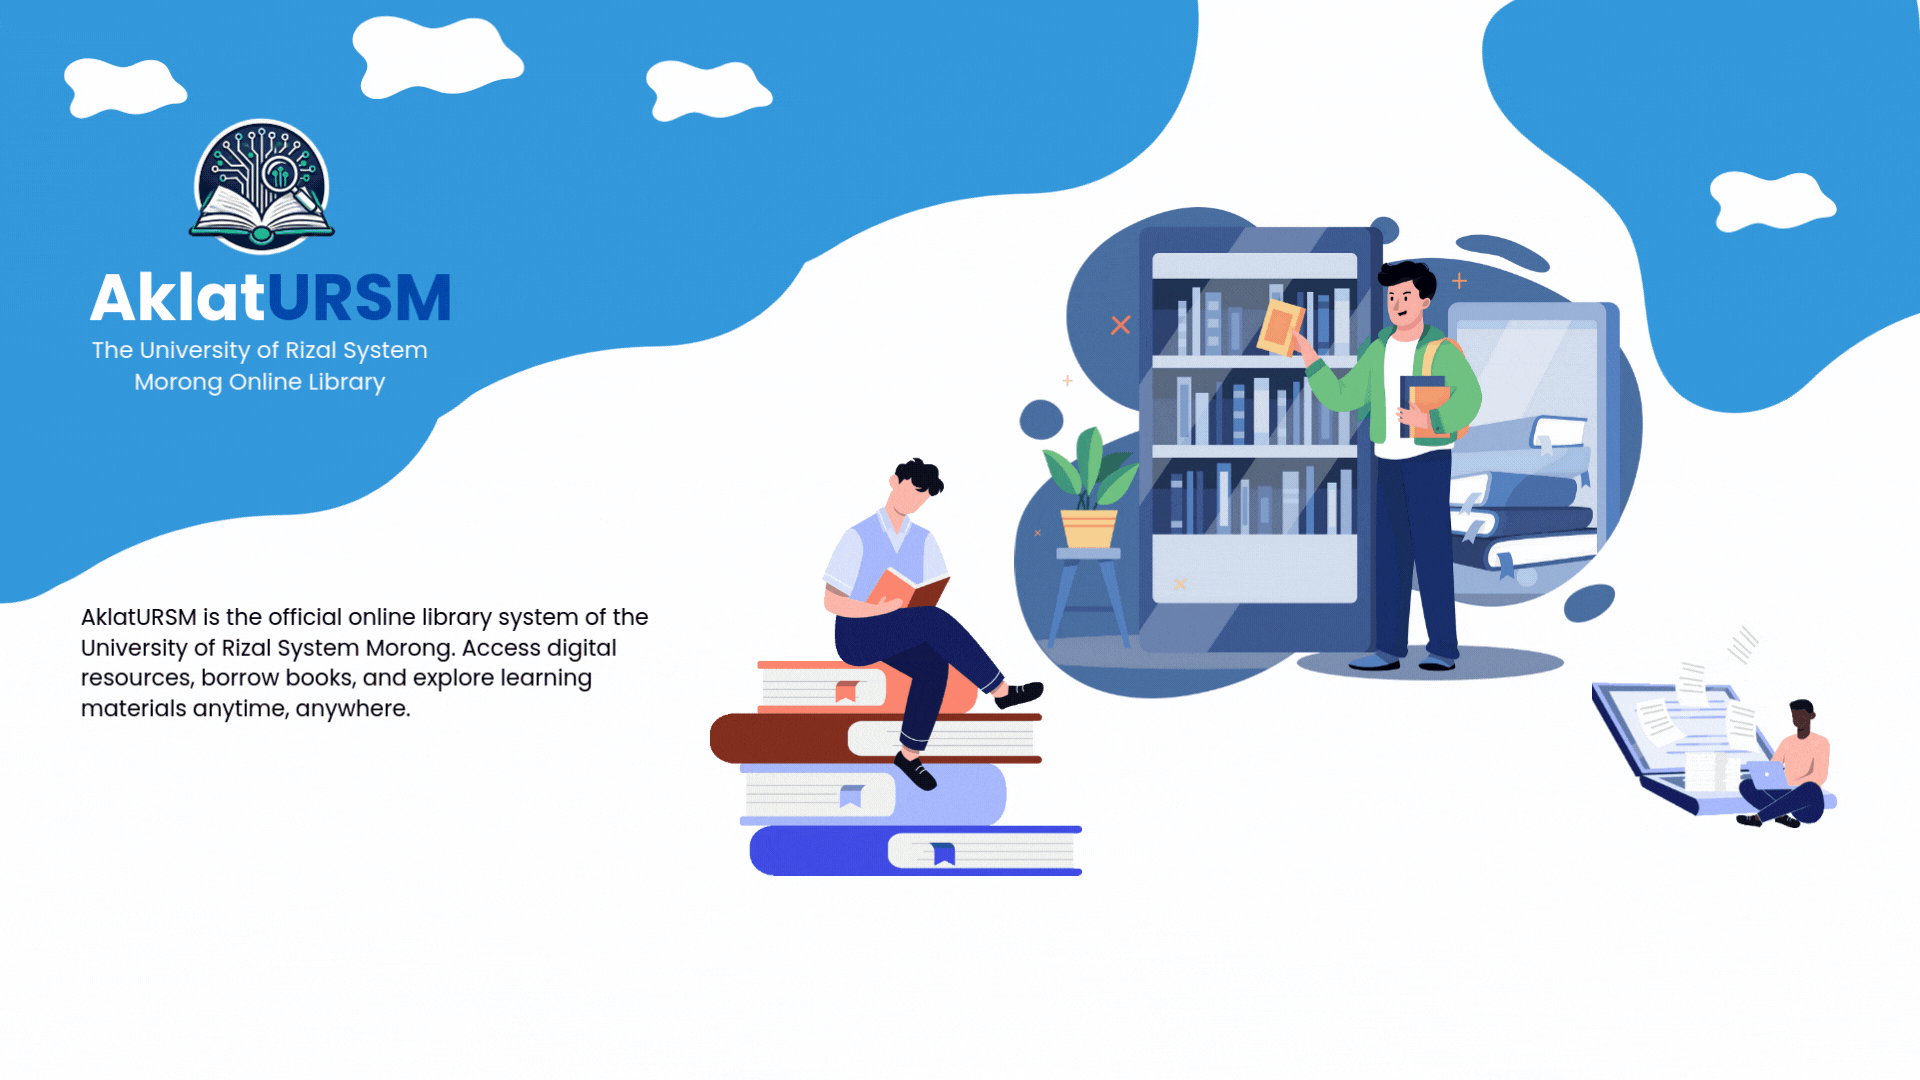 AklatURSM
The University of Rizal System
Morong Online Library
AklatURSM is the official online library system of the
University of Rizal System Morong. Access digital
resources, borrow books, and explore learning
materials anytime, anywhere.